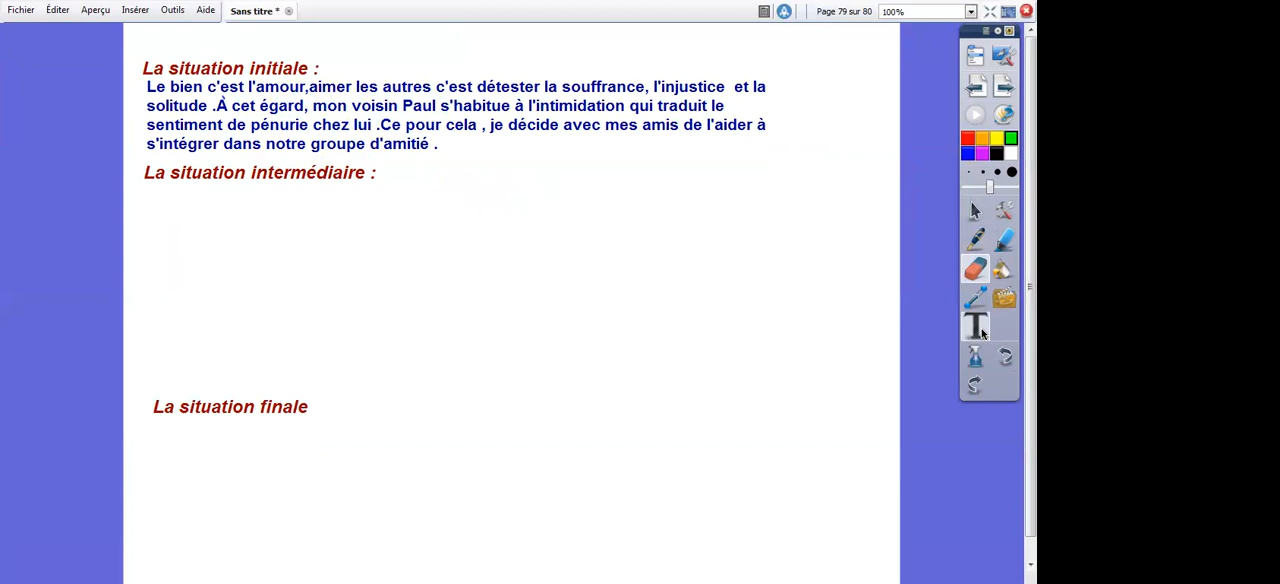 Fichier Éditer Aperçu Insérer Outils Aide Sans titre * Page 79 sur 80 100%
La situation initiale :
Le bien c'est l'amour,aimer les autres c'est détester la souffrance, l'injustice et la
solitude .À cet égard, mon voisin Paul s'habitue à l'intimidation qui traduit le
sentiment de pénurie chez lui .Ce pour cela , je décide avec mes amis de l'aider à
s'intégrer dans notre groupe d'amitié .
La situation intermédiaire :
La situation finale